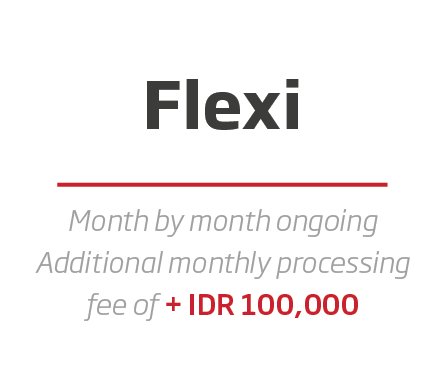 Flexi
Month by month ongoing
Additional monthly processing
fee of + IDR 100,000